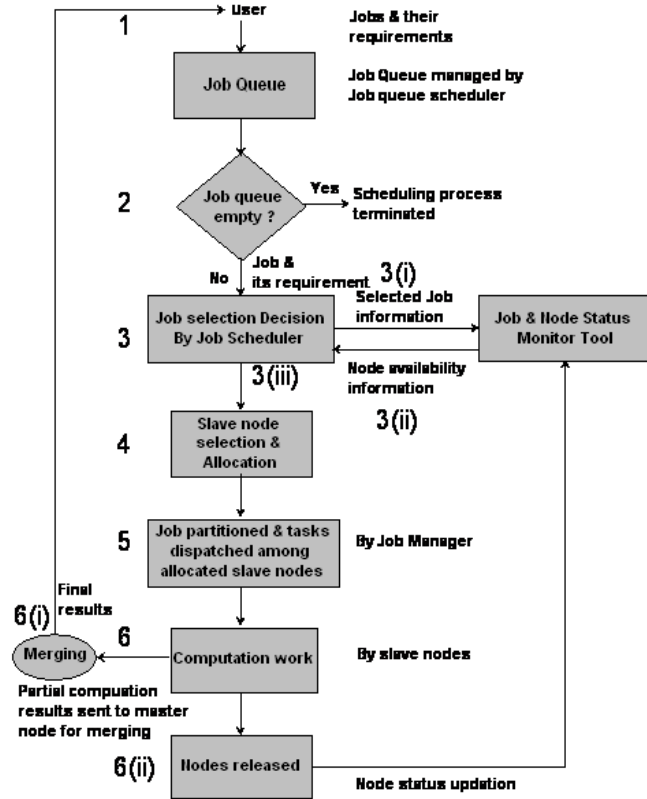 1
User
Jobs & their
requirements
Job Queue
Job Queue managed by
Job queue scheduler
2
Job queue
empty ?
Yes
Scheduling process
terminated
No
Job &
its requirement
3(i)
3
Job selection Decision
By Job Scheduler
Selected Job
information
Job & Node Status
Monitor Tool
Node availability
information
3(iii)
3(ii)
4
Slave node
selection &
Allocation
5
Job partitioned & tasks
dispatched among
allocated slave nodes
By Job Manager
Final
results
6(i)
6
Merging
Computation work
By slave nodes
Partial compuation
results sent to master
node for merging
6(ii)
Nodes released
Node status updation